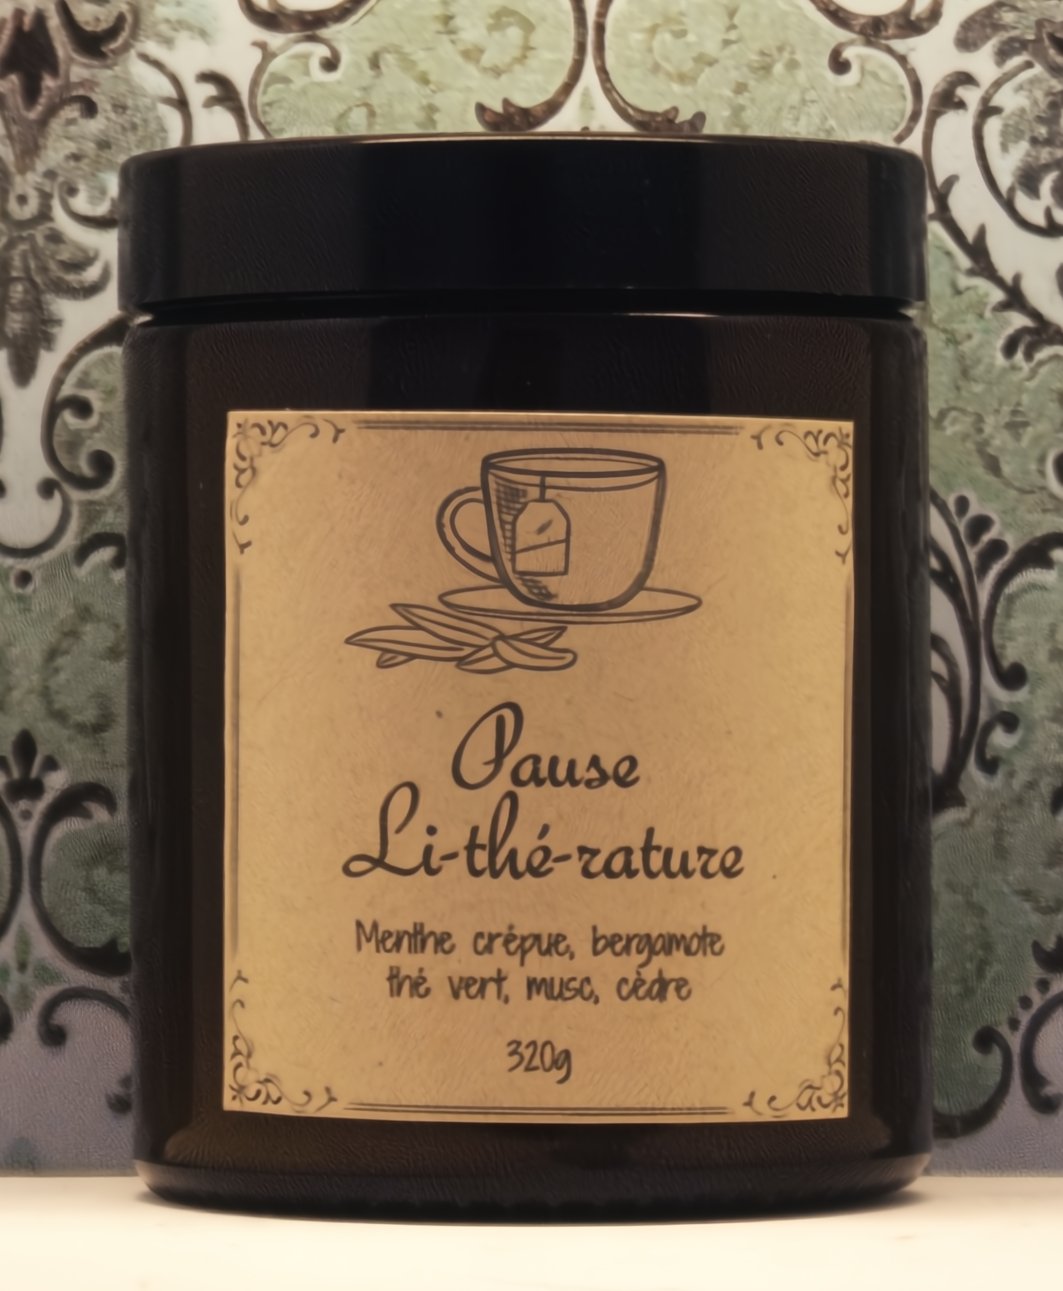 Pause
Li-thé-rature
Menthe crépue, bergamote
thé vert, musc, cèdre
320g